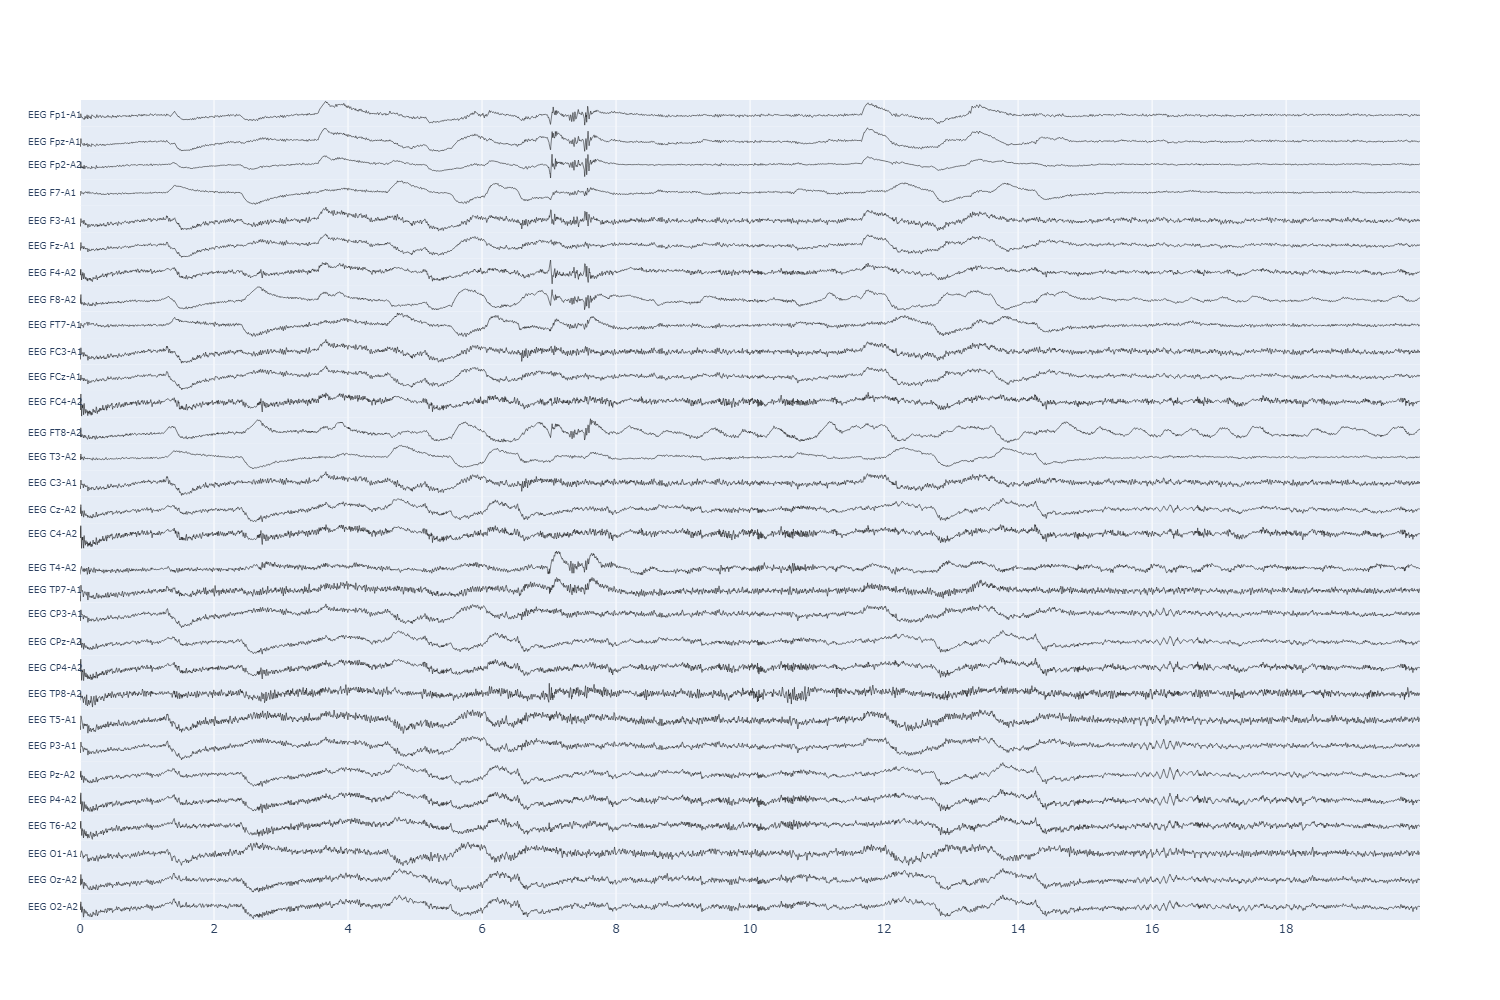 EEG Fp1-A1
EEG Fpz-A1
EEG Fp2-A2
EEG F7-A1
EEG F3-A1
EEG Fz-A1
EEG F4-A2
EEG F8-A2
EEG FT7-A1
EEG FC3-A1
EEG FCz-A1
EEG FC4-A2
EEG FT8-A2
EEG T3-A2
EEG C3-A1
EEG Cz-A2
EEG C4-A2
EEG T4-A2
EEG TP7-A1
EEG CP3-A1
EEG CPz-A2
EEG CP4-A2
EEG TP8-A2
EEG T5-A1
EEG P3-A1
EEG Pz-A2
EEG P4-A2
EEG T6-A2
EEG O1-A1
EEG Oz-A2
EEG O2-A2
0 2 4 6 8 10 12 14 16 18